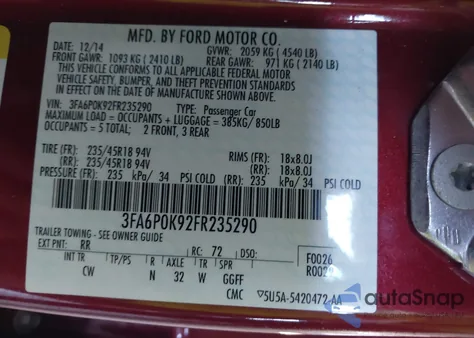 MFD. BY FORD MOTOR CO.
DATE: 12/14 GVWR: 2059 KG ( 4540 LB)
FRONT GAWR: 1093 KG ( 2410 LB) REAR GAWR: 971 KG ( 2140 LB)
THIS VEHICLE CONFORMS TO ALL APPLICABLE FEDERAL MOTOR
VEHICLE SAFETY, BUMPER, AND THEFT PREVENTION STANDARDS
IN EFFECT ON THE DATE OF MANUFACTURE SHOWN ABOVE.
VIN: 3FA6P0K92FR235290 TYPE: Passenger Car
MAXIMUM LOAD = OCCUPANTS + LUGGAGE = 385KG/ 850LB
OCCUPANTS = 5 TOTAL; 2 FRONT, 3 REAR
TIRE (FR): 235/45R18 94V RIMS (FR): 18x8.0J
(RR): 235/45R18 94V (RR): 18x8.0J
PRESSURE (FR): 235 kPa/ 34 PSI COLD (RR): 235 kPa/ 34 PSI COLD
3FA6P0K92FR235290
TRAILER TOWING - SEE OWNER GUIDE
EXT PNT: RR RC: 72 DSO: F0026
INT TR TP/PS R AXLE TR SPR
CW N 32 W GGFF
CMC 5U5A-5420472-AA
autoSnap